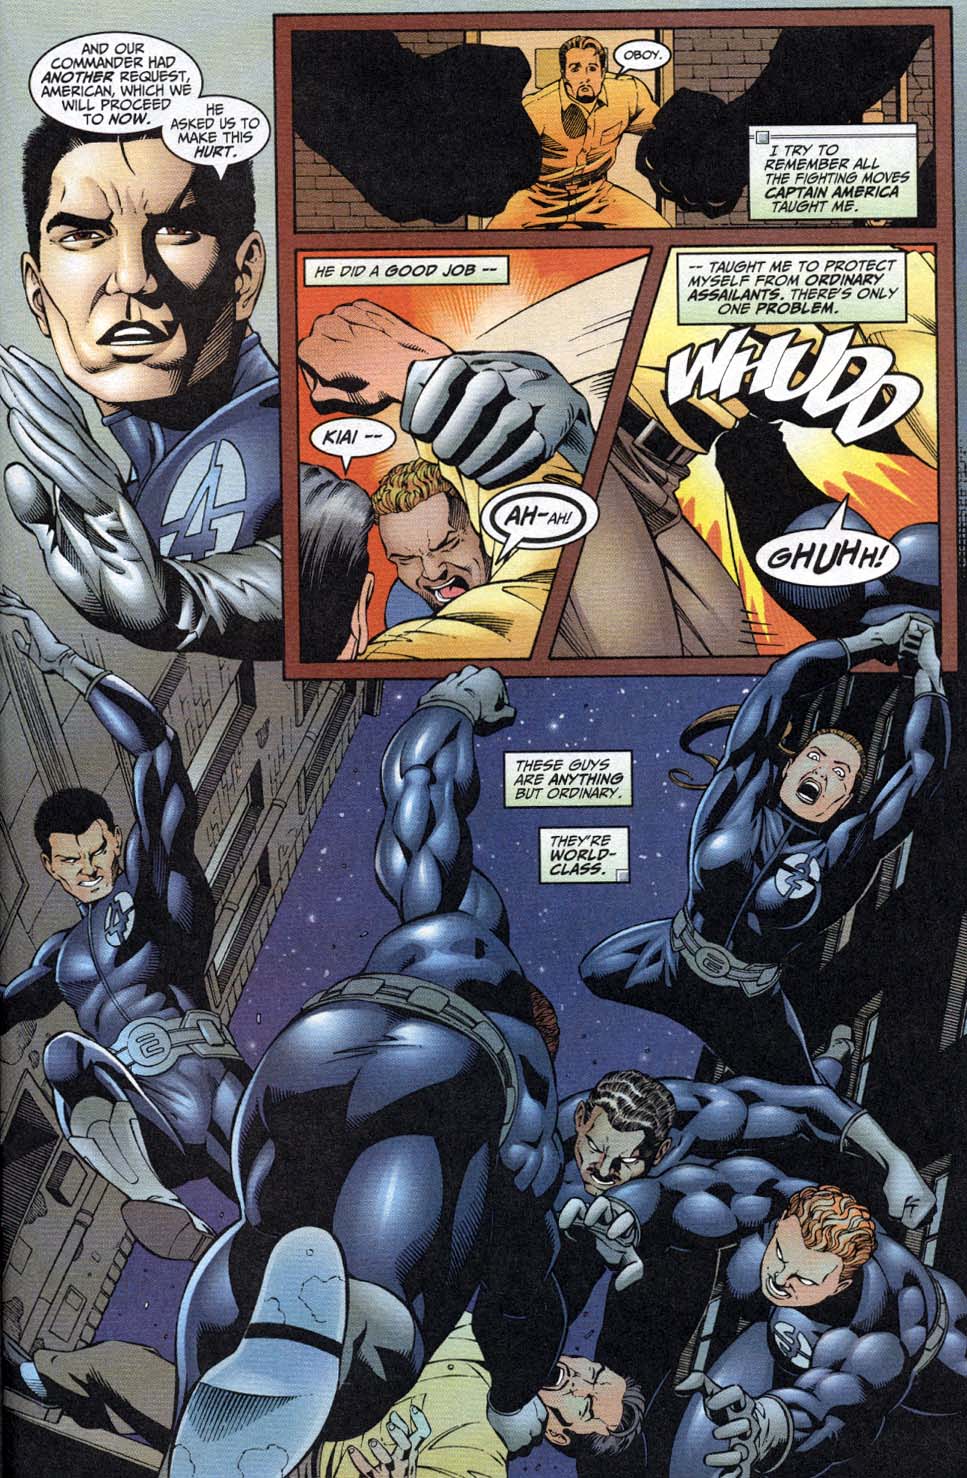 AND OUR
COMMANDER HAD
ANOTHER REQUEST,
AMERICAN, WHICH WE
WILL PROCEED
TO NOW.
HE
ASKED US TO
MAKE THIS
HURT.
OBOY.
I TRY TO
REMEMBER ALL
THE FIGHTING MOVES
CAPTAIN AMERICA
TAUGHT ME.
HE DID A GOOD JOB --
KIAI --
AH-AH!
-- TAUGHT ME TO PROTECT
MYSELF FROM ORDINARY
ASSAILANTS. THERE'S ONLY
ONE PROBLEM.
WHUDD
GHUHH!
THESE GUYS
ARE ANYTHING
BUT ORDINARY.
THEY'RE
WORLD-
CLASS.